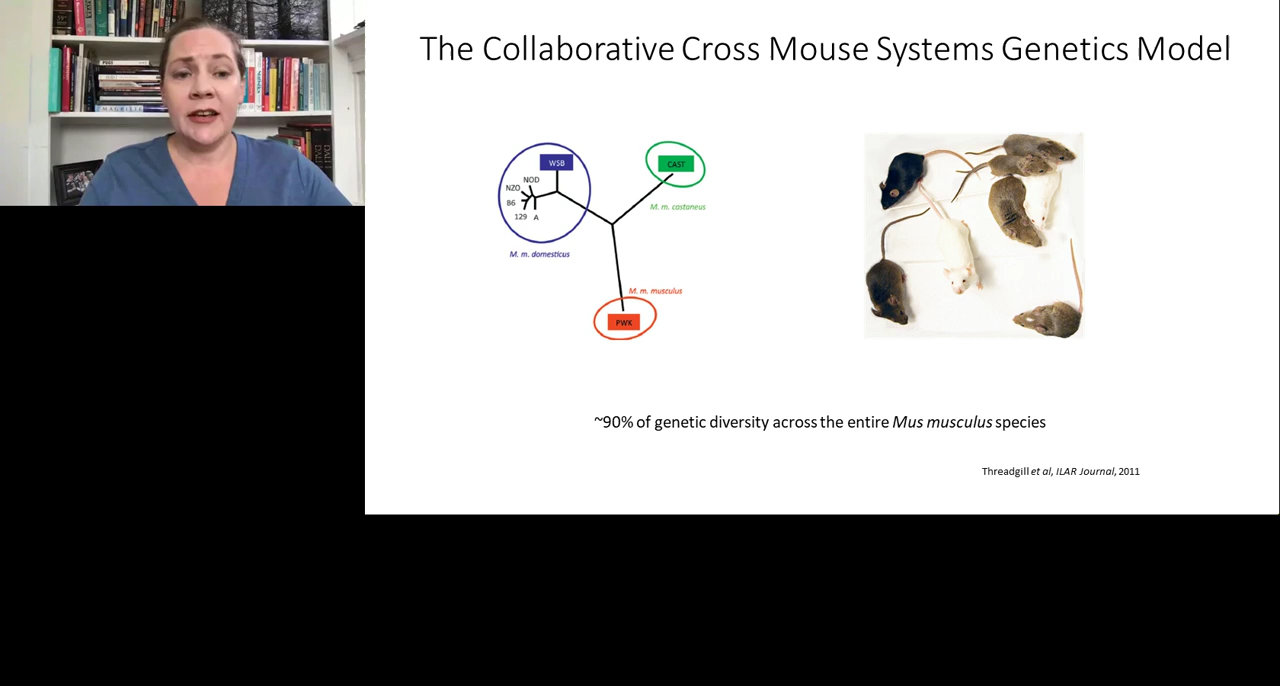 The Collaborative Cross Mouse Systems Genetics Model
WSB
CAST
NOD
NZO
B6
129
A
M. m. castaneus
M. m. domesticus
M. m. musculus
PWK
~90% of genetic diversity across the entire Mus musculus species
Threadgill et al, ILAR Journal, 2011